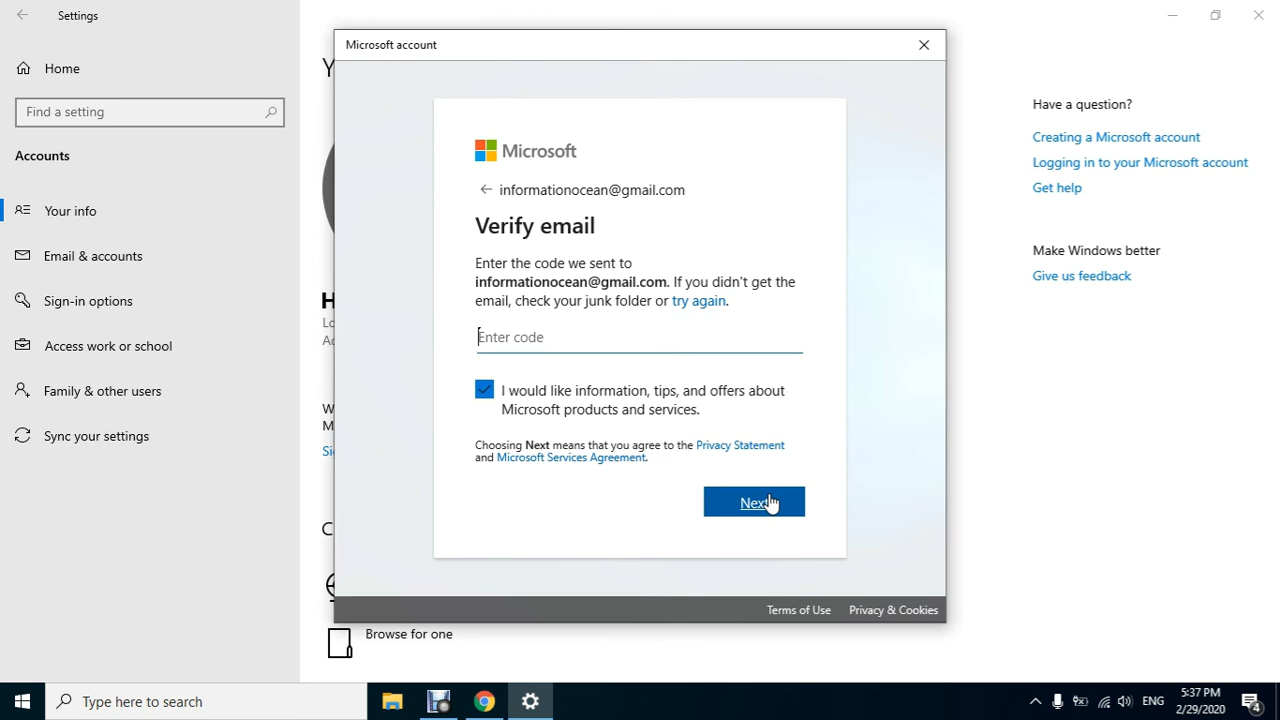 Settings
Home
Find a setting
Accounts
Your info
Email & accounts
Sign-in options
Access work or school
Family & other users
Sync your settings
Microsoft account
Microsoft
informationocean@gmail.com
Verify email
Enter the code we sent to
informationocean@gmail.com. If you didn't get the
email, check your junk folder or try again.
Enter code
I would like information, tips, and offers about
Microsoft products and services.
Choosing Next means that you agree to the Privacy Statement
and Microsoft Services Agreement.
Next
Terms of Use Privacy & Cookies
Browse for one
Have a question?
Creating a Microsoft account
Logging in to your Microsoft account
Get help
Make Windows better
Give us feedback
Type here to search
ENG
5:37 PM
2/29/2020
4